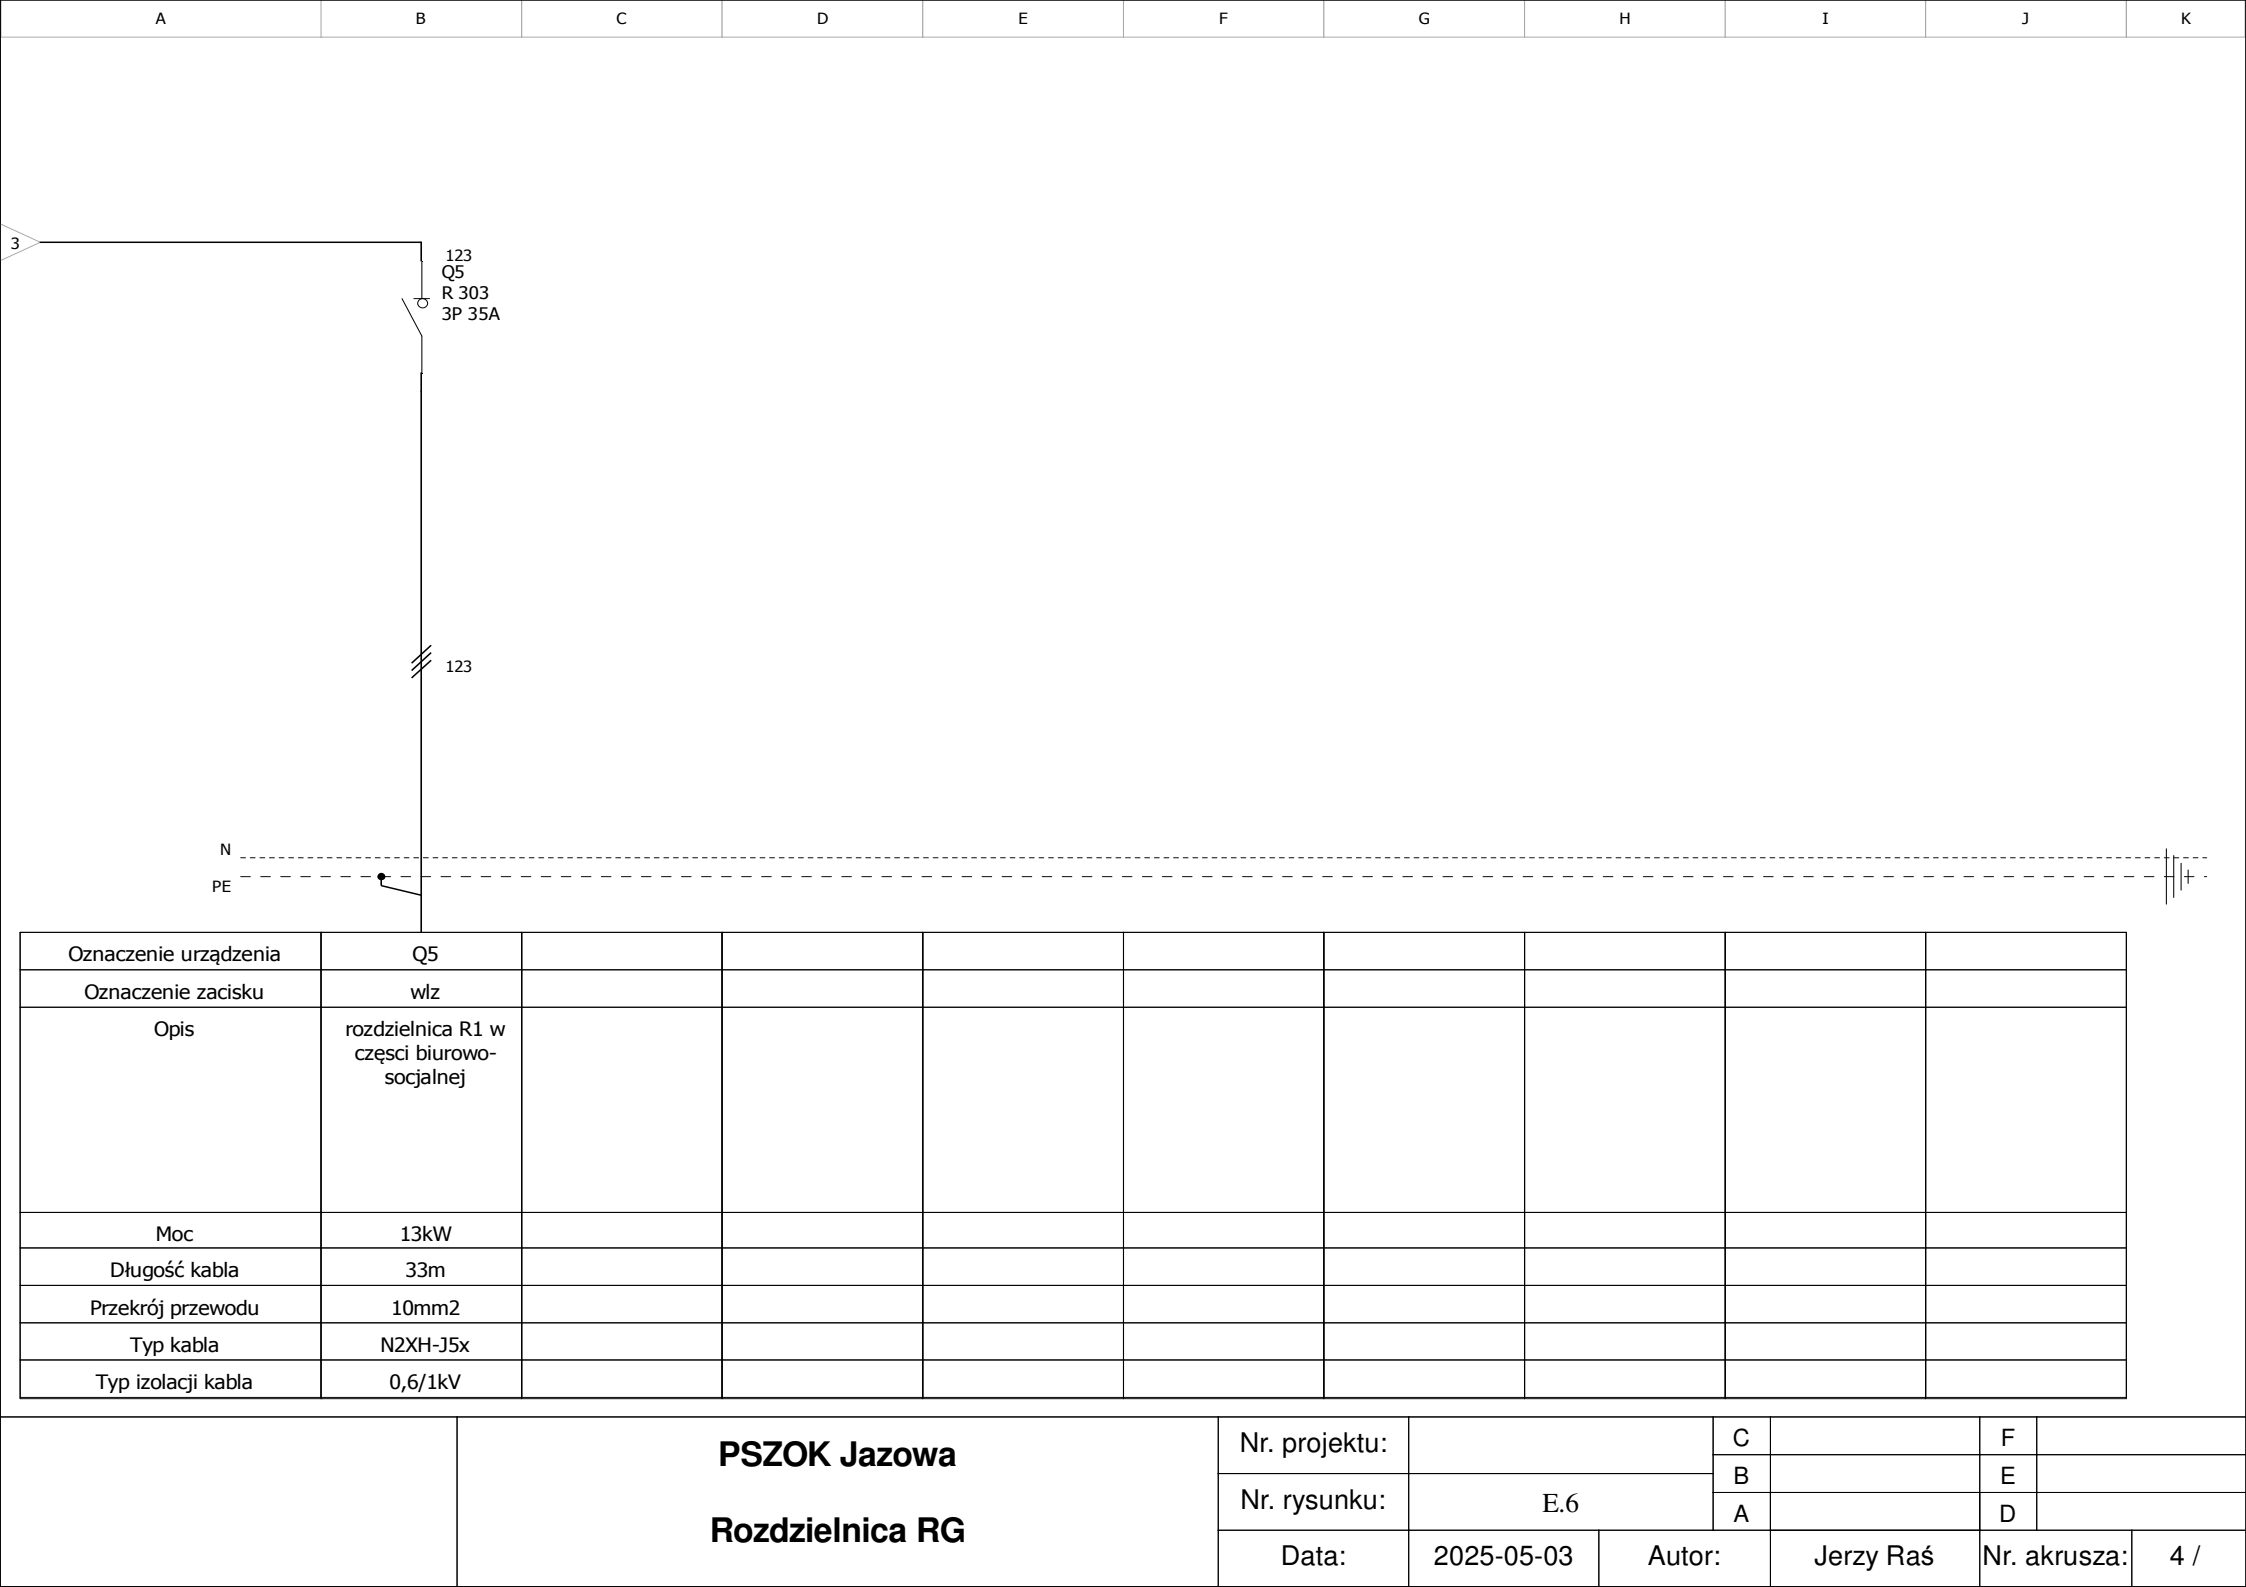 A B C D E F G H I J K
3
123
Q5
R 303
3P 35A
123
N
PE
Oznaczenie urządzenia Q5
Oznaczenie zacisku wlz
Opis rozdzielnica R1 w
częsci biurowo-
socjalnej
Moc 13kW
Długość kabla 33m
Przekrój przewodu 10mm2
Typ kabla N2XH-J5x
Typ izolacji kabla 0,6/1kV
PSZOK Jazowa
Rozdzielnica RG
Nr. projektu:
Nr. rysunku: E.6
C F
B E
A D
Data: 2025-05-03 Autor: Jerzy Raś Nr. akrusza: 4 /